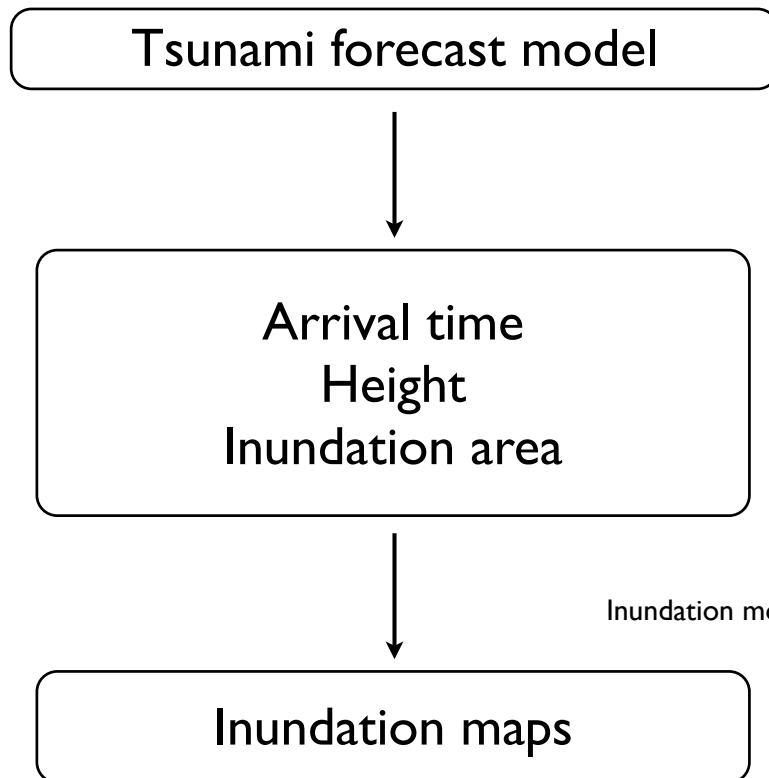 Tsunami forecast model
Arrival time
Height
Inundation area
Inundation
Inundation maps